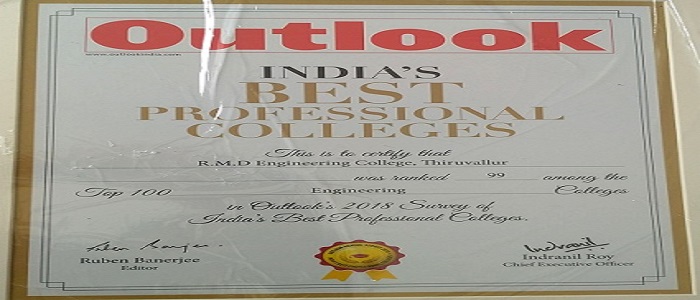 Outlook
www.outlookindia.com
INDIA'S
BEST
PROFESSIONAL
COLLEGES
This is to certify that
R.M.D Engineering College, Thiruvallur
was ranked 99 among the
Top 100 Engineering Colleges
in Outlook's 2018 Survey of
India's Best Professional Colleges.
Ruben Banerjee
Editor
Indranil
Indranil Roy
Chief Executive Officer